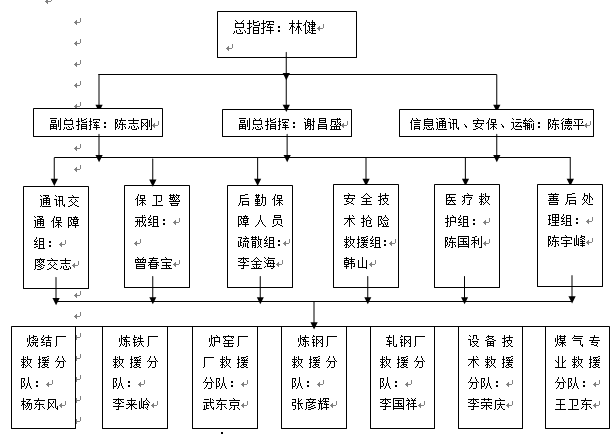 总指挥：林健
副总指挥：陈志刚
副总指挥：谢昌盛
信息通讯、安保、运输：陈德平
通讯交
通保障
组：
廖交志
保卫警
戒组：
曾春宝
后勤保
障人员
疏散组：
李金海
安全技
术抢险
救援组：
韩山
医疗救
护组：
陈国利
善后处
理组：
陈宇峰
烧结厂
救援分
队：
杨东风
炼铁厂
救援分
队：
李来岭
炉窑厂
厂救援
分队：
武东京
炼钢厂
救援分
队：
张彦辉
轧钢厂
救援分
队：
李国祥
设备技
术救援
分队：
李荣庆
煤气专
业救援
分队：
王卫东